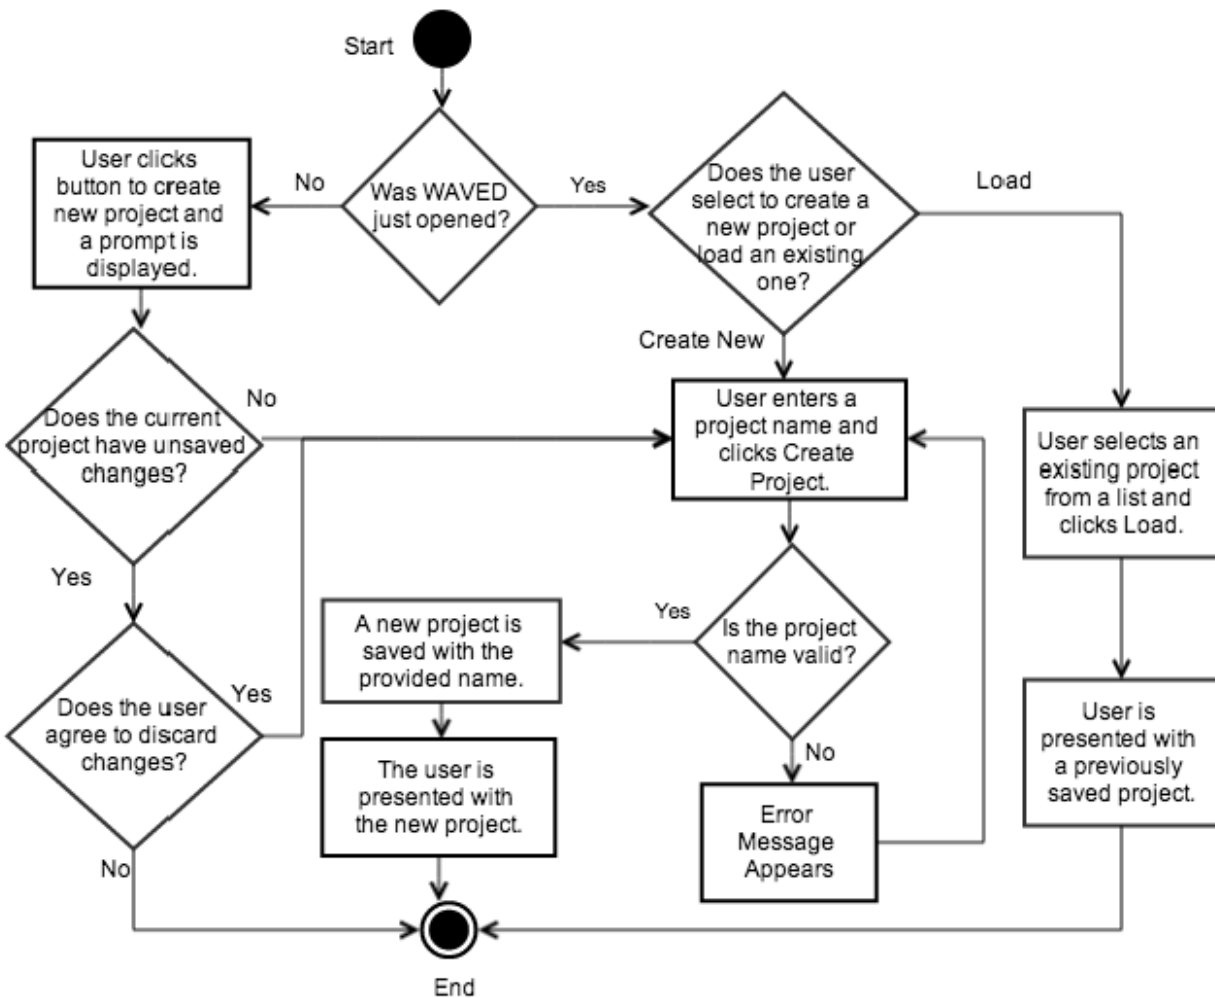 Start
User clicks
button to create
new project and
a prompt is
displayed.
No
Was WAVED
just opened?
Yes
Does the user
select to create a
new project or
load an existing
one?
Load
Create New
Does the current
project have unsaved
changes?
No
User enters a
project name and
clicks Create
Project.
User selects an
existing project
from a list and
clicks Load.
Yes
Does the user
agree to discard
changes?
Yes
A new project is
saved with the
provided name.
Yes
Is the project
name valid?
No
User is
presented with
a previously
saved project.
The user is
presented with
the new project.
Error
Message
Appears
No
End